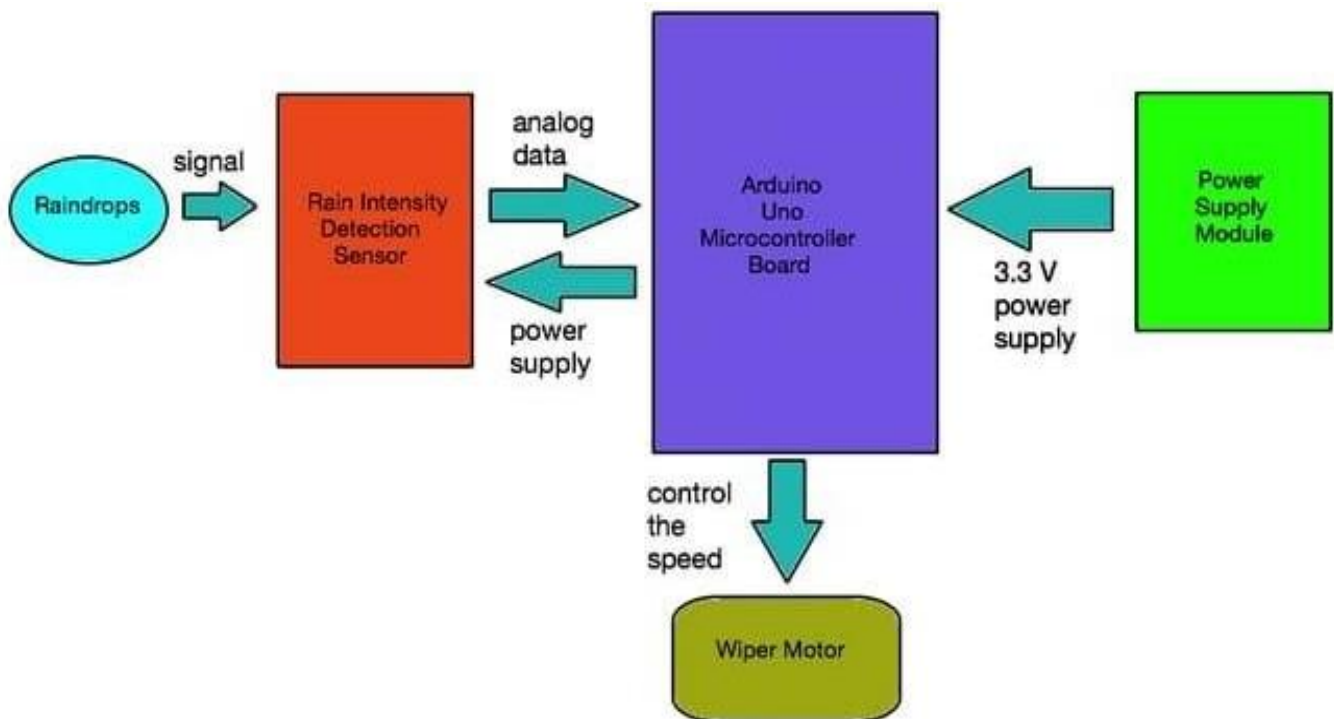 Raindrops
signal
Rain Intensity
Detection
Sensor
analog
data
power
supply
Arduino
Uno
Microcontroller
Board
3.3 V
power
supply
Power
Supply
Module
control
the
speed
Wiper Motor